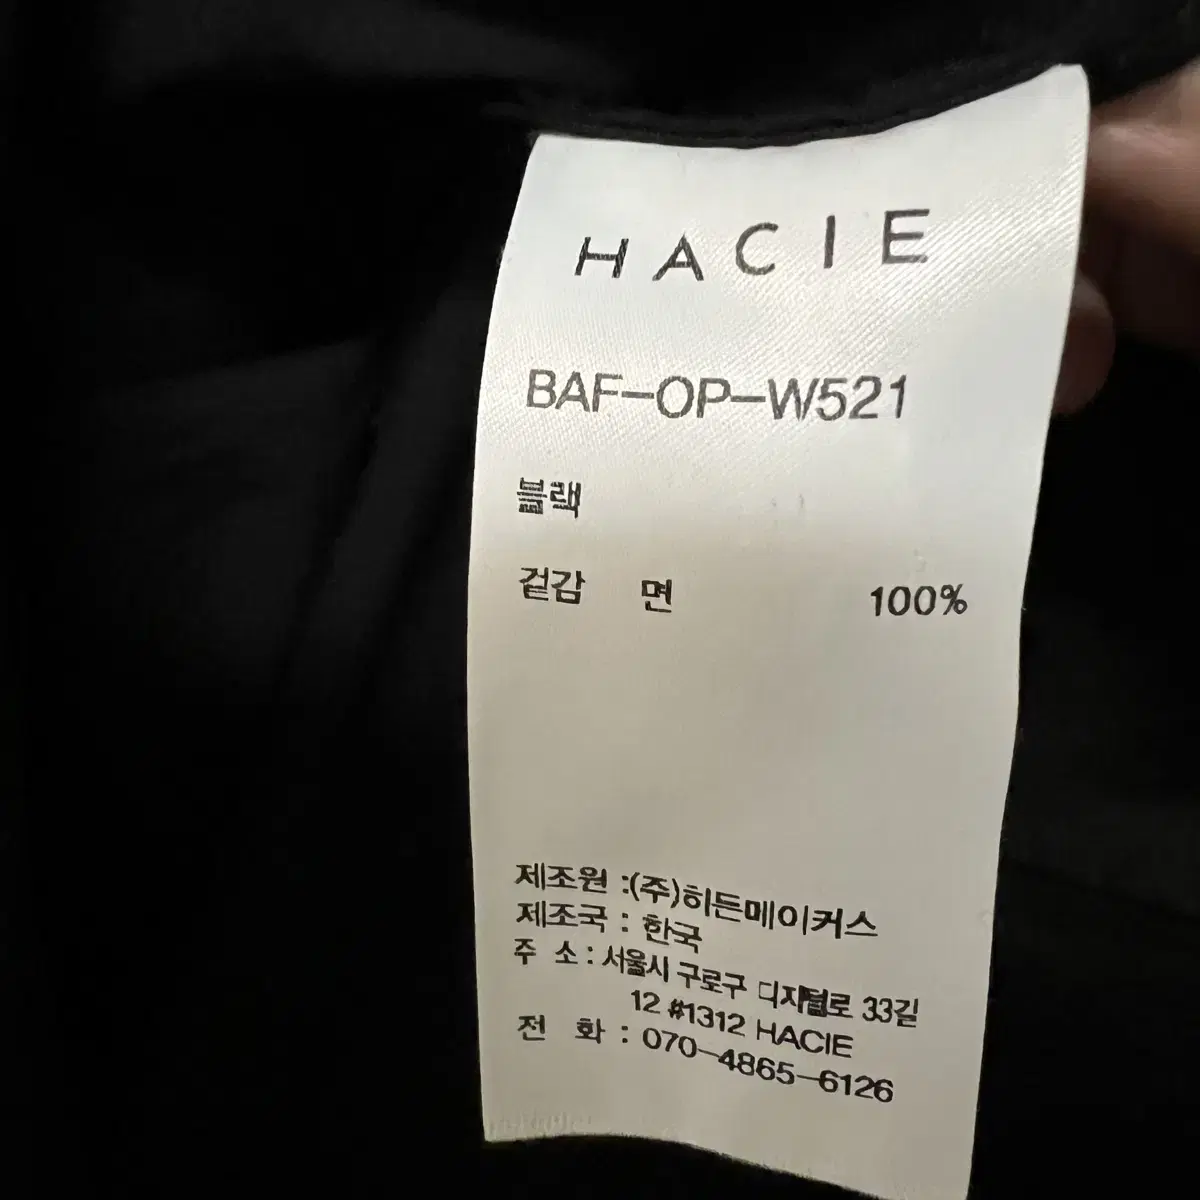 HACIE
BAF-OP-W521
블랙
겉감 면 100%
제조원 :(주)히든메이커스
제조국 : 한국
주 소 : 서울시 구로구 디지털로 33길
12 #1312 HACIE
전 화 : 070-4865-6126